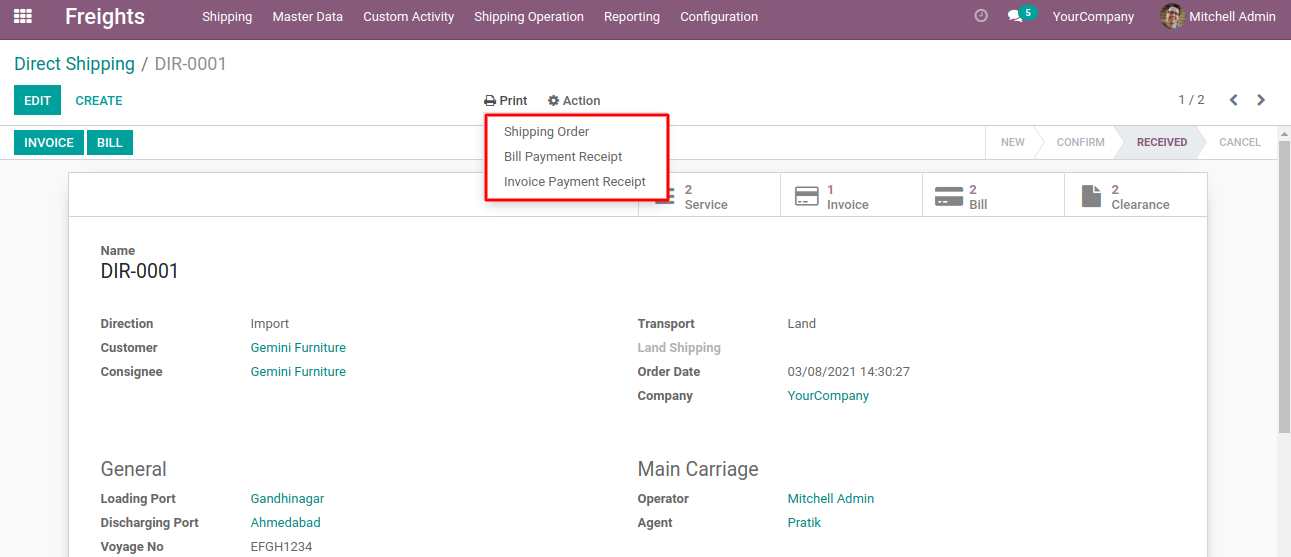 Freights Shipping Master Data Custom Activity Shipping Operation Reporting Configuration 5 YourCompany Mitchell Admin
Direct Shipping / DIR-0001
EDIT CREATE Print Action 1 / 2
Shipping Order
Bill Payment Receipt
Invoice Payment Receipt
INVOICE BILL NEW CONFIRM RECEIVED CANCEL
2 Service
1 Invoice
2 Bill
2 Clearance
Name
DIR-0001
Direction Import Transport Land
Customer Gemini Furniture Land Shipping
Consignee Gemini Furniture Order Date 03/08/2021 14:30:27
Company YourCompany
General Main Carriage
Loading Port Gandhinagar Operator Mitchell Admin
Discharging Port Ahmedabad Agent Pratik
Voyage No EFGH1234